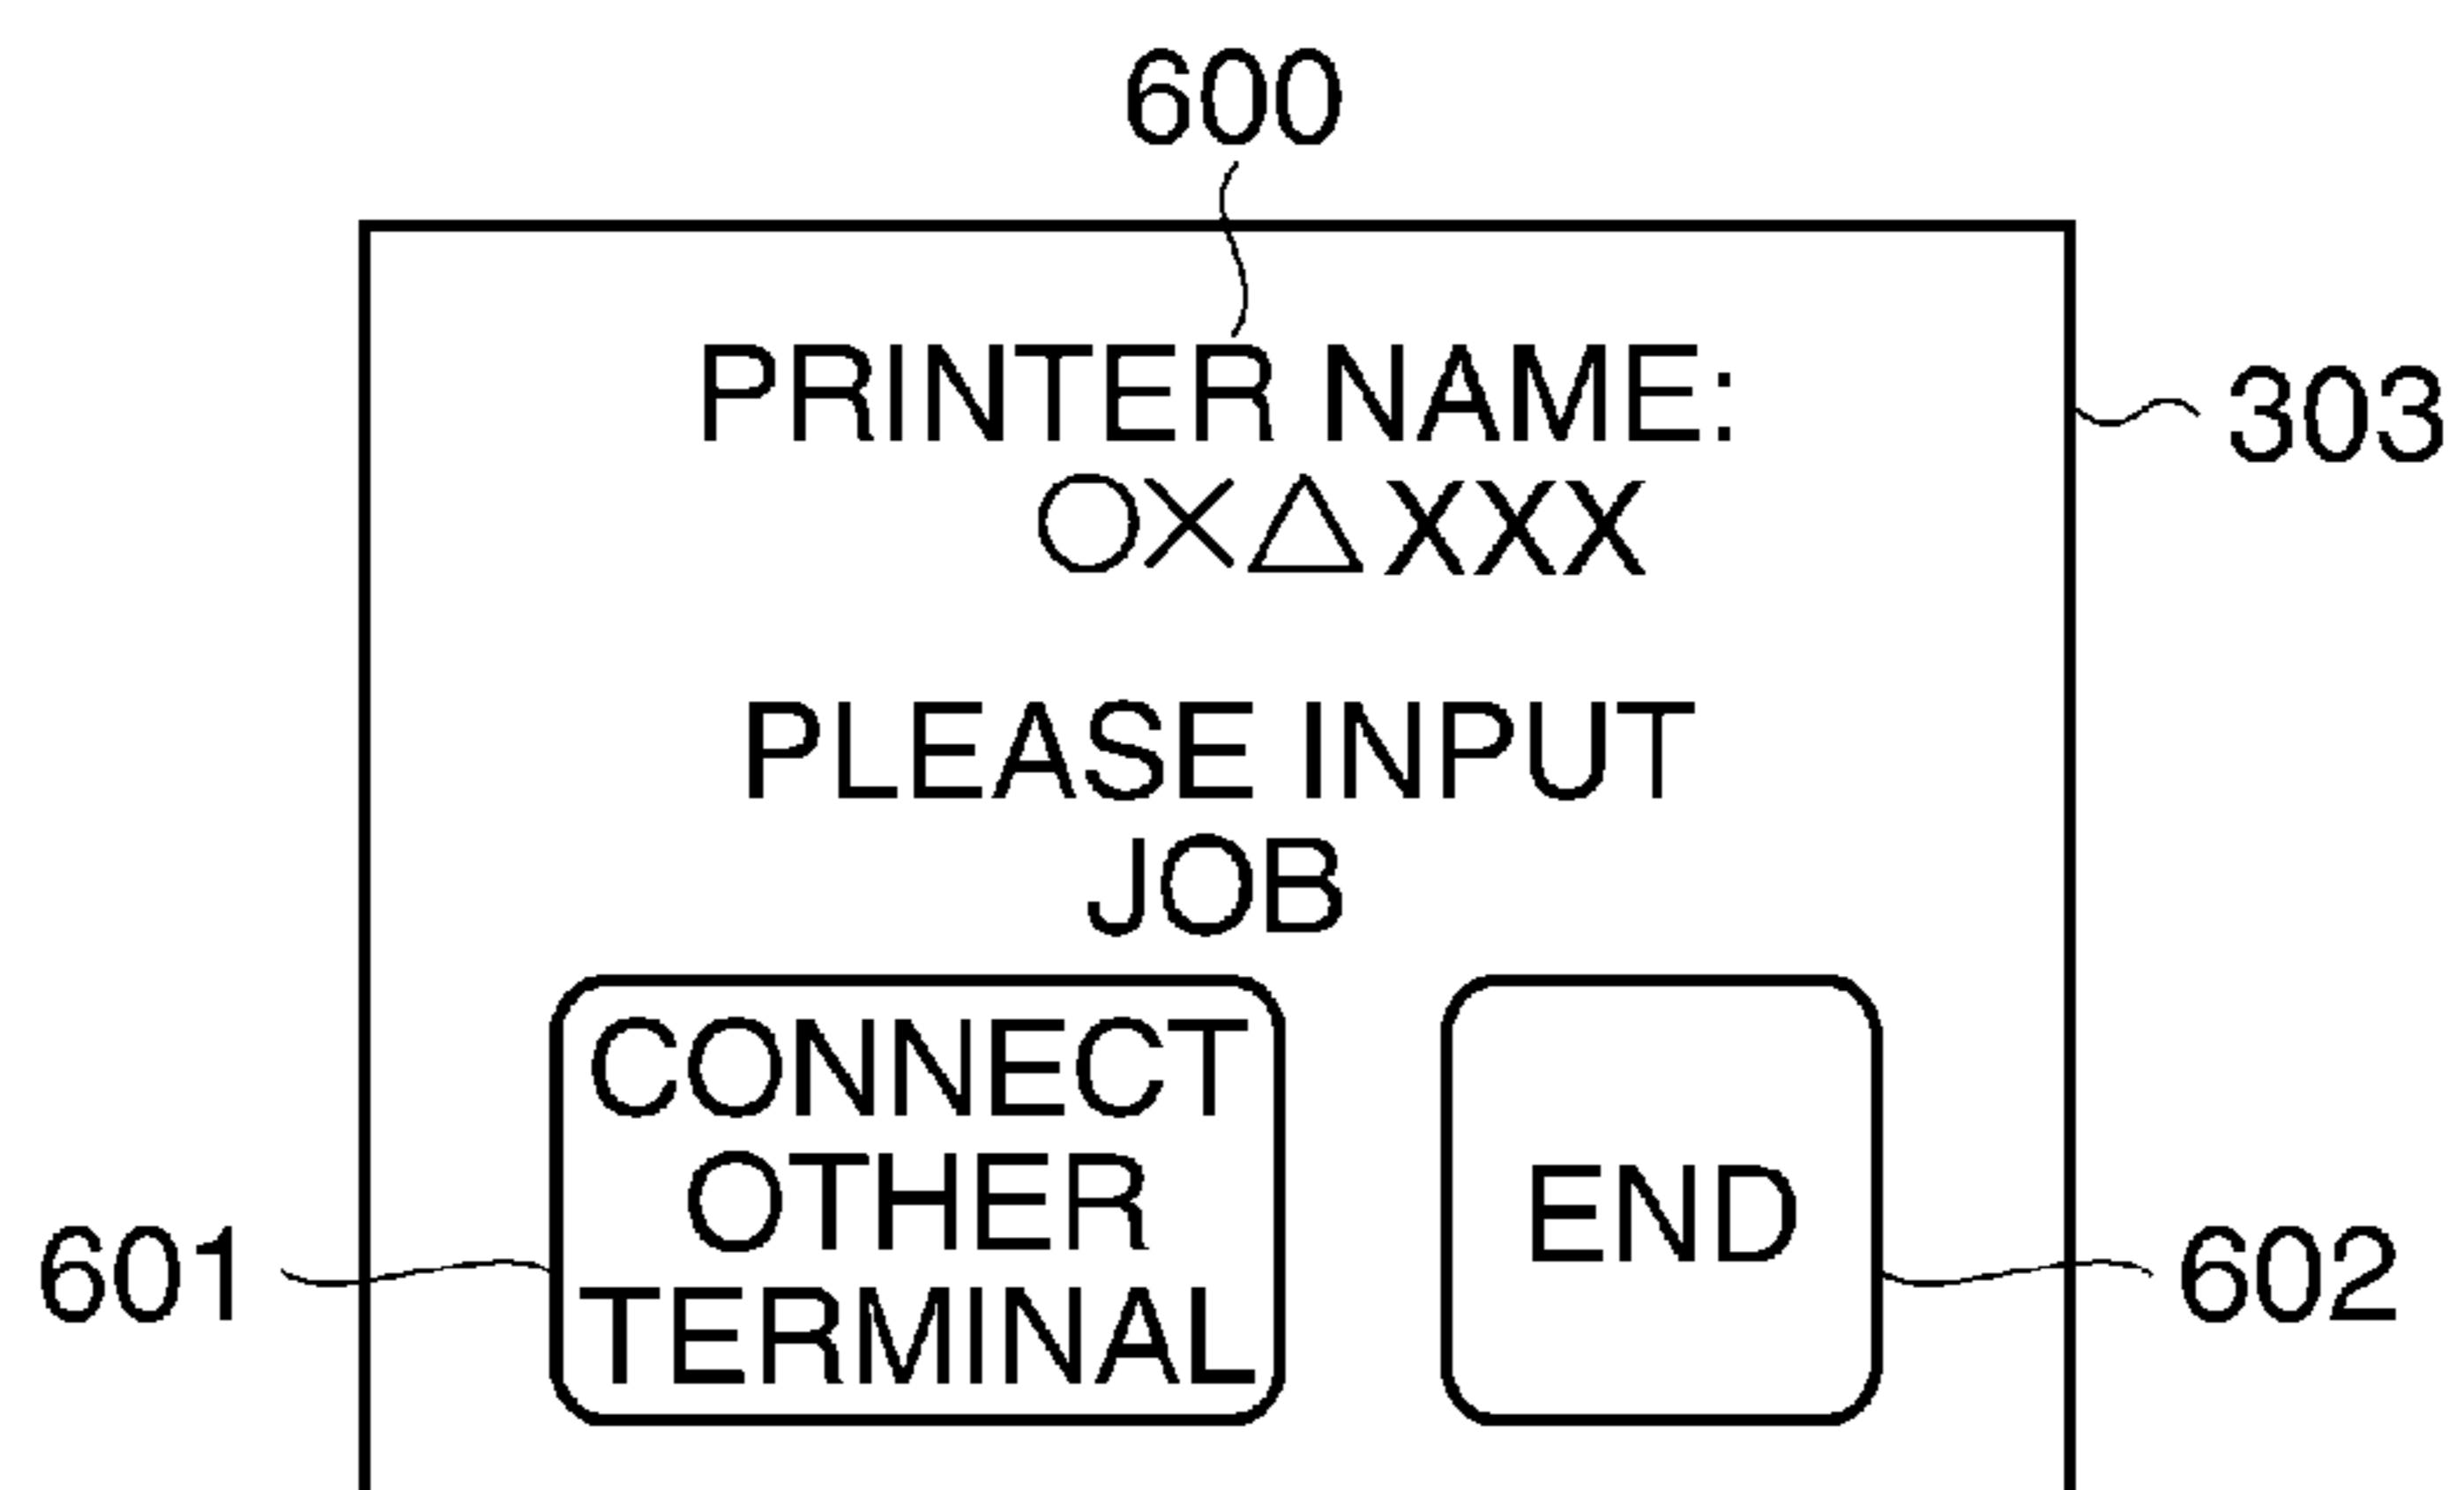 600
PRINTER NAME:
303
○×△XXX
PLEASE INPUT
JOB
CONNECT
OTHER
TERMINAL
END
601
602